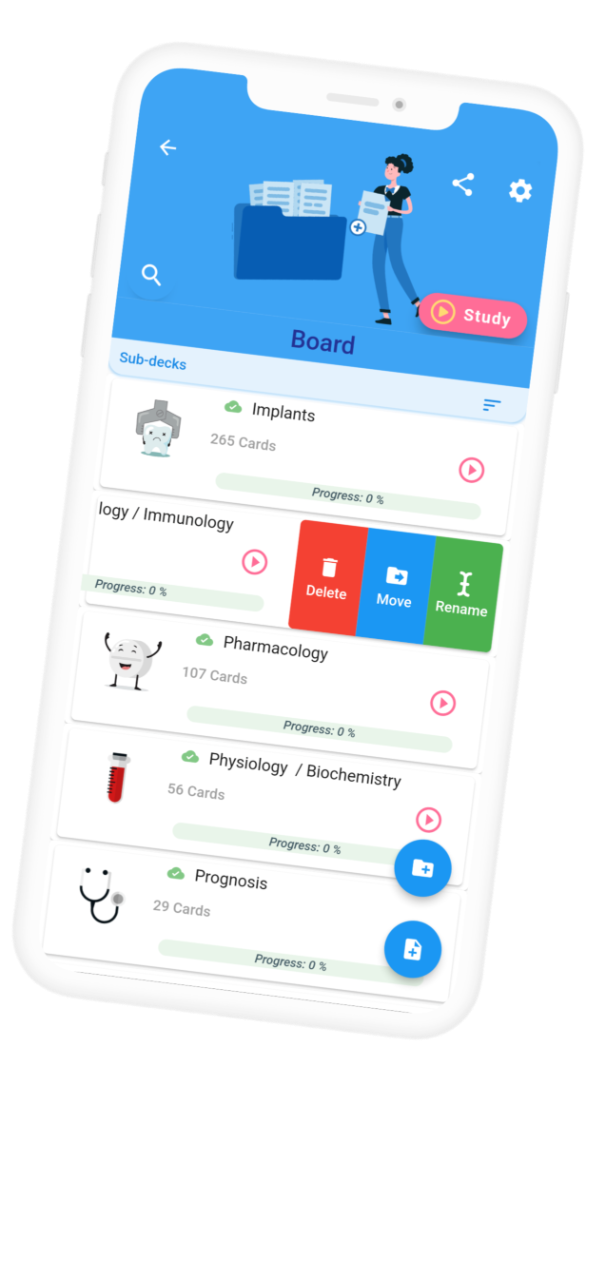 Study
Board
Sub-decks
Implants
265 Cards
Progress: 0 %
logy / Immunology
Progress: 0 %
Delete
Move
Rename
Pharmacology
107 Cards
Progress: 0 %
Physiology / Biochemistry
56 Cards
Progress: 0 %
Prognosis
29 Cards
Progress: 0 %